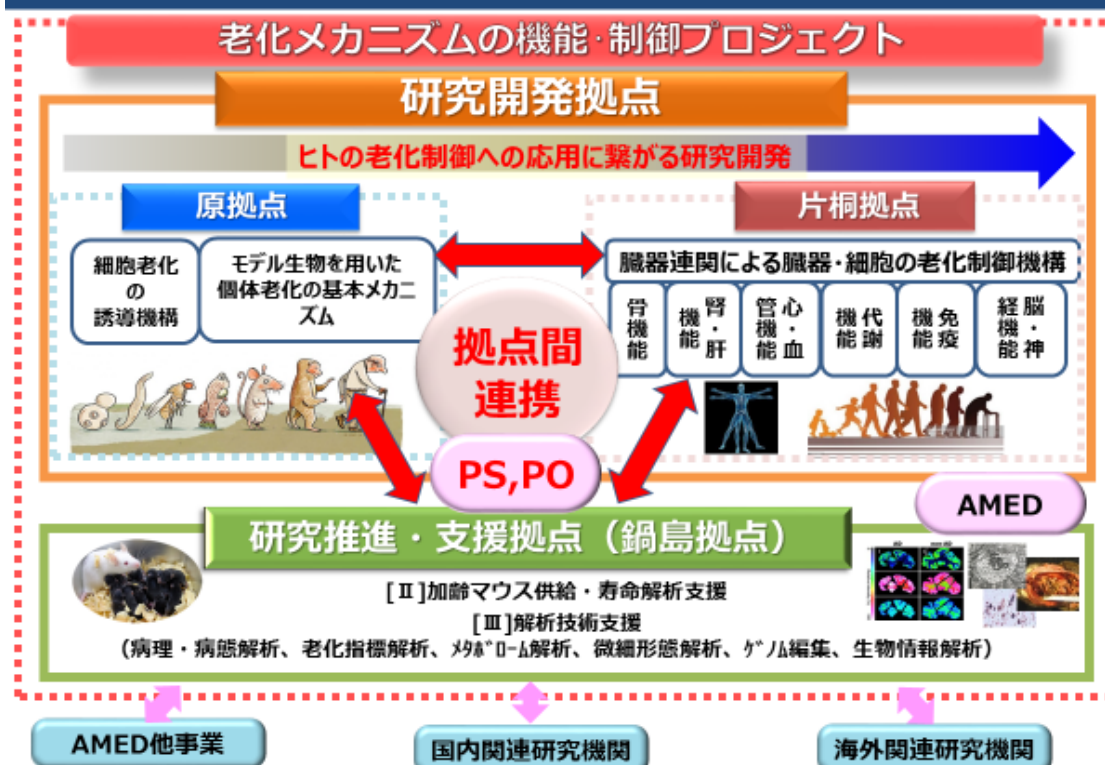 老化メカニズムの機能･制御プロジェクト
研究開発拠点
ヒトの老化制御への応用に繋がる研究開発
原拠点
細胞老化
の
誘導機構
モデル生物を用いた
個体老化の基本メカニ
ズム
片桐拠点
臓器連関による臓器・細胞の老化制御機構
骨機能
腎・肝
機能
心・血
管機能
代謝
機能
免疫
機能
脳・神
経機能
拠点間
連携
PS,PO
AMED
研究推進・支援拠点（鍋島拠点）
[Ⅱ]加齢マウス供給・寿命解析支援
[Ⅲ]解析技術支援
（病理・病態解析、老化指標解析、ﾒﾀﾎﾞﾛｰﾑ解析、微細形態解析、ｹﾞﾉﾑ編集、生物情報解析）
AMED他事業
国内関連研究機関
海外関連研究機関